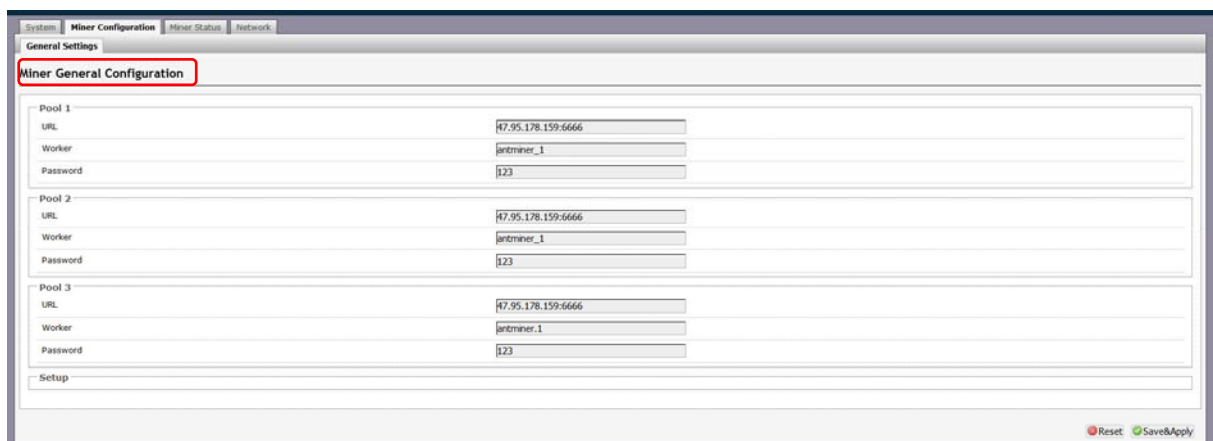 System Miner Configuration Miner Status Network
General Settings
Miner General Configuration
Pool 1
URL 47.95.178.159:6666
Worker antminer_1
Password 123
Pool 2
URL 47.95.178.159:6666
Worker antminer_1
Password 123
Pool 3
URL 47.95.178.159:6666
Worker antminer.1
Password 123
Setup
Reset Save&Apply